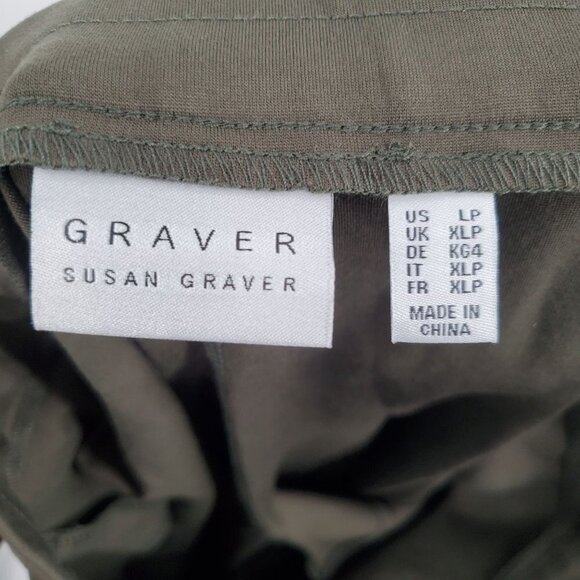 GRAVER
SUSAN GRAVER
US LP
UK XLP
DE KG4
IT XLP
FR XLP
MADE IN
CHINA